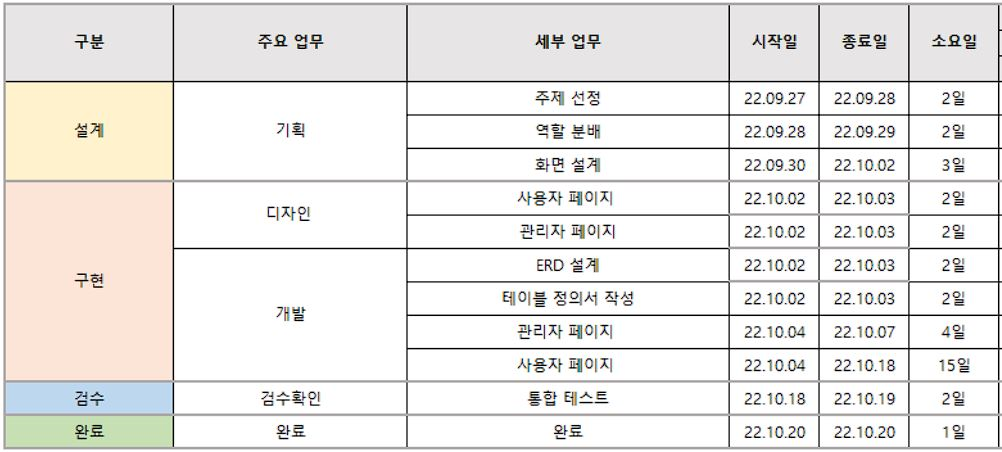 구분 주요 업무 세부 업무 시작일 종료일 소요일
설계 기획 주제 선정 22.09.27 22.09.28 2일
역할 분배 22.09.28 22.09.29 2일
화면 설계 22.09.30 22.10.02 3일
구현 디자인 사용자 페이지 22.10.02 22.10.03 2일
관리자 페이지 22.10.02 22.10.03 2일
개발 ERD 설계 22.10.02 22.10.03 2일
테이블 정의서 작성 22.10.02 22.10.03 2일
관리자 페이지 22.10.04 22.10.07 4일
사용자 페이지 22.10.04 22.10.18 15일
검수 검수확인 통합 테스트 22.10.18 22.10.19 2일
완료 완료 완료 22.10.20 22.10.20 1일